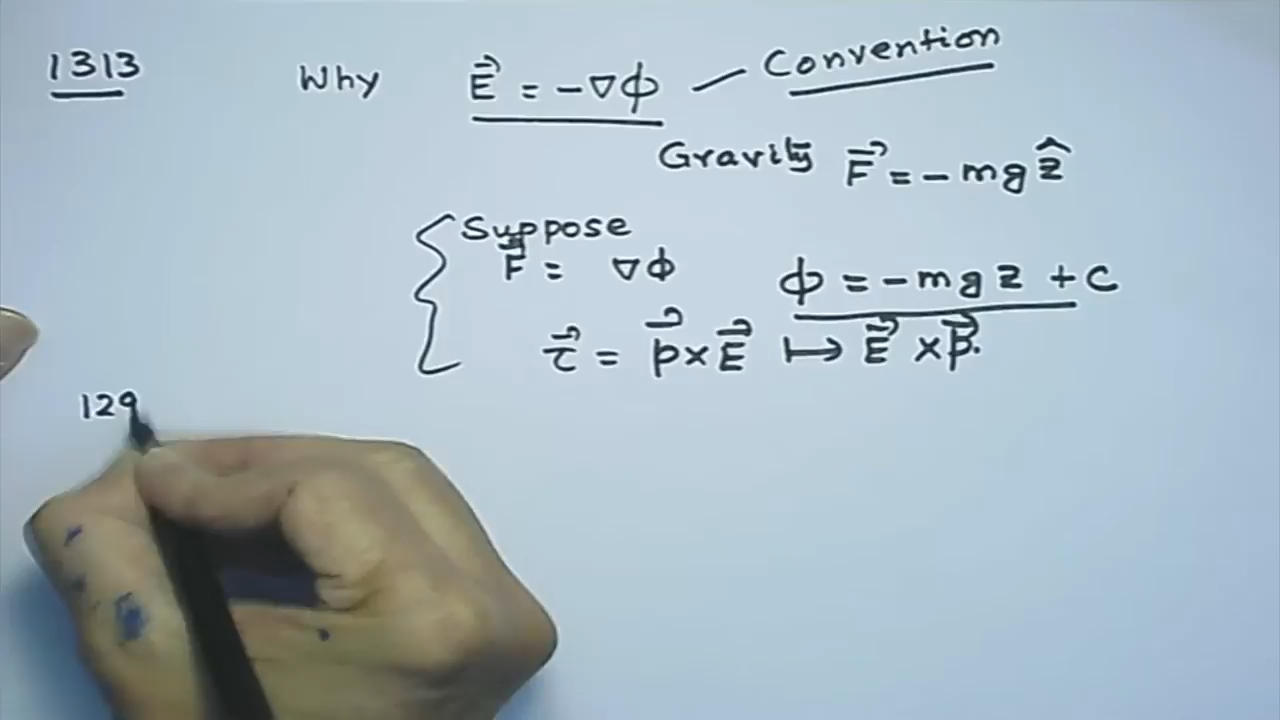 1313 Why E⃗ = -∇ϕ — Convention
Gravity F⃗ = -mg ẑ
Suppose
F⃗ = ∇ϕ ϕ = -mgz + C
τ⃗ = p⃗ × E⃗ ↦ E⃗ × p⃗.
129